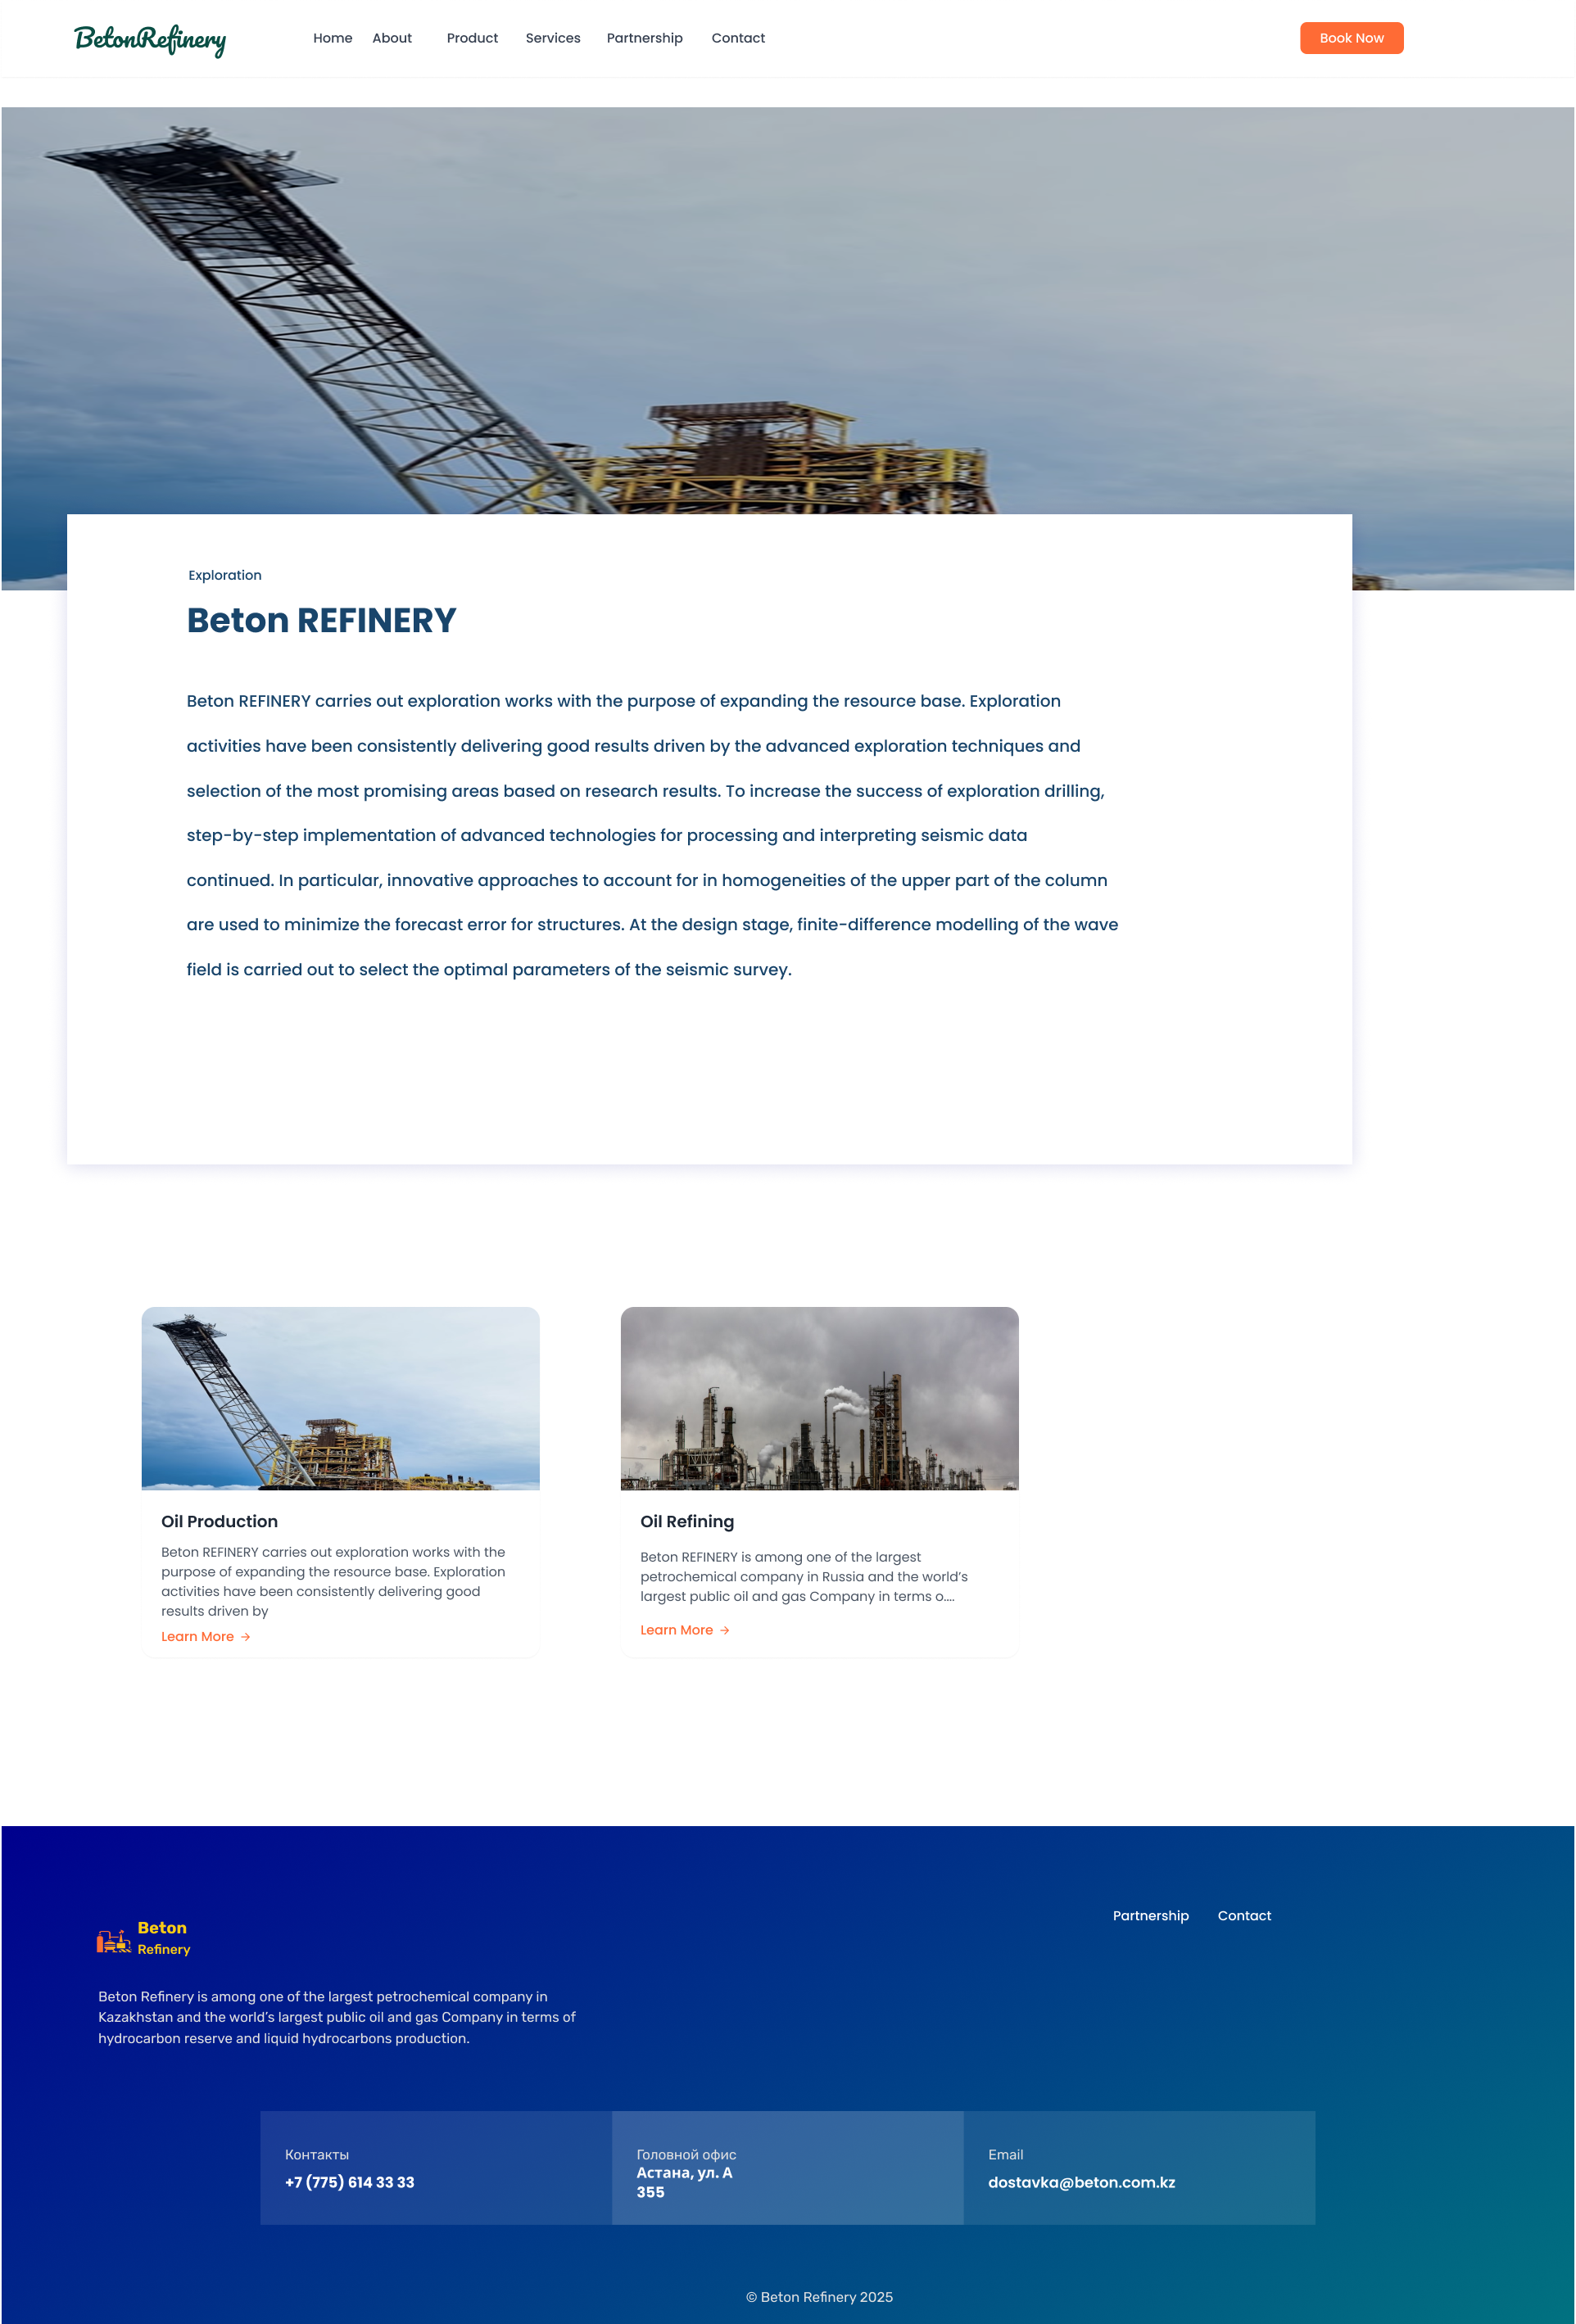 BetonRefinery
Home About Product Services Partnership Contact
Book Now
Exploration
Beton REFINERY
Beton REFINERY carries out exploration works with the purpose of expanding the resource base. Exploration
activities have been consistently delivering good results driven by the advanced exploration techniques and
selection of the most promising areas based on research results. To increase the success of exploration drilling,
step-by-step implementation of advanced technologies for processing and interpreting seismic data
continued. In particular, innovative approaches to account for in homogeneities of the upper part of the column
are used to minimize the forecast error for structures. At the design stage, finite-difference modelling of the wave
field is carried out to select the optimal parameters of the seismic survey.
Oil Production
Beton REFINERY carries out exploration works with the
purpose of expanding the resource base. Exploration
activities have been consistently delivering good
results driven by
Learn More →
Oil Refining
Beton REFINERY is among one of the largest
petrochemical company in Russia and the world's
largest public oil and gas Company in terms o....
Learn More →
Partnership Contact
Beton
Refinery
Beton Refinery is among one of the largest petrochemical company in
Kazakhstan and the world's largest public oil and gas Company in terms of
hydrocarbon reserve and liquid hydrocarbons production.
Контакты
+7 (775) 614 33 33
Головной офис
Астана, ул. А
355
Email
dostavka@beton.com.kz
© Beton Refinery 2025